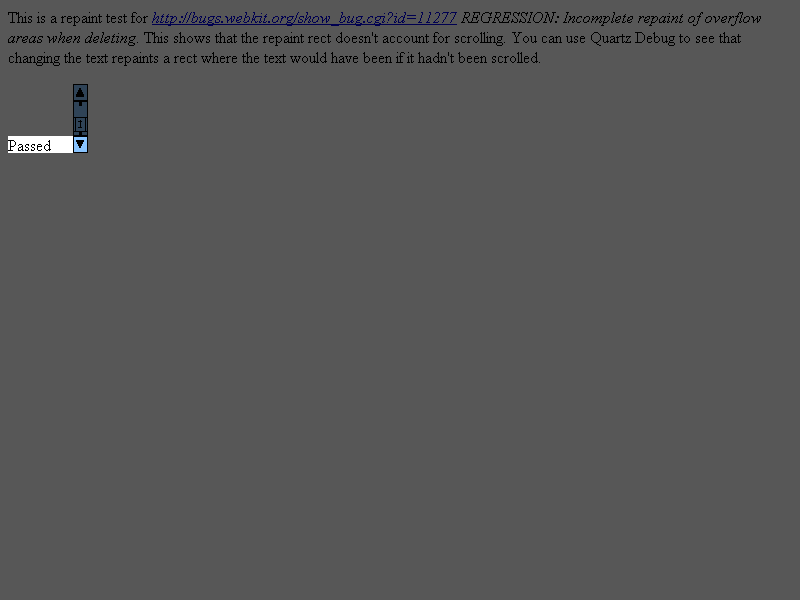 This is a repaint test for http://bugs.webkit.org/show_bug.cgi?id=11277 REGRESSION: Incomplete repaint of overflow
areas when deleting. This shows that the repaint rect doesn't account for scrolling. You can use Quartz Debug to see that
changing the text repaints a rect where the text would have been if it hadn't been scrolled.
Passed